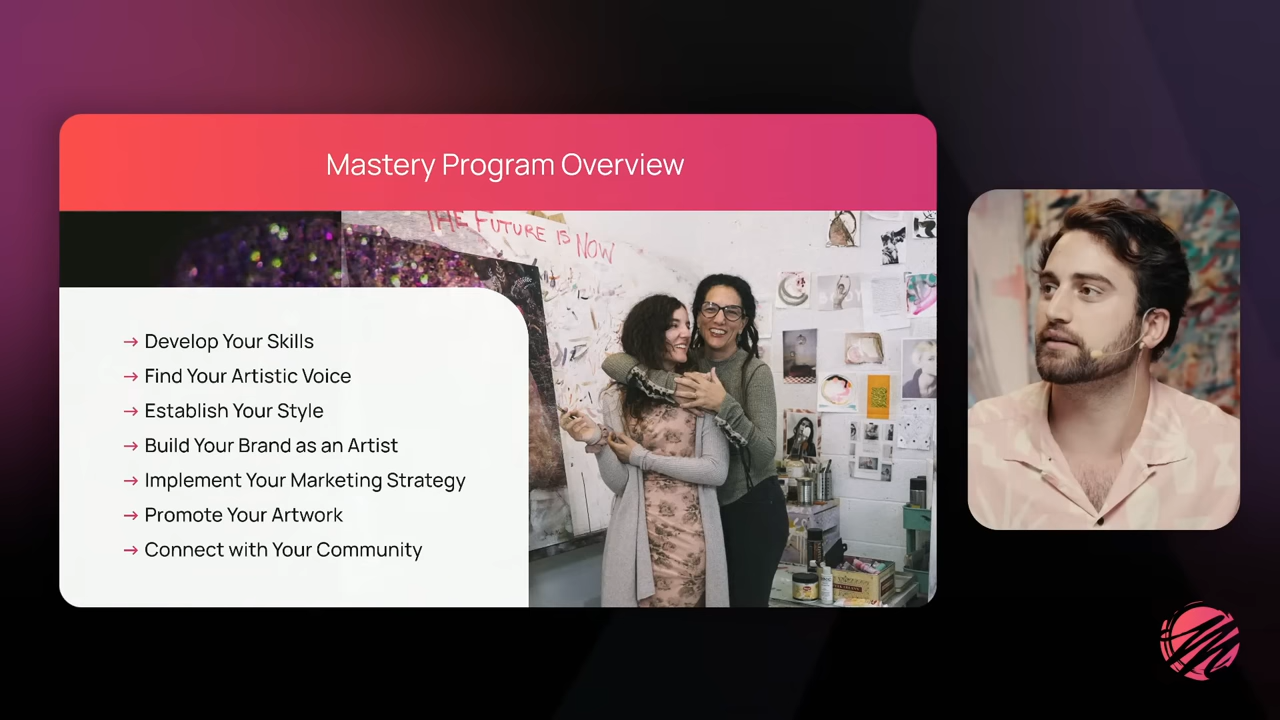 Mastery Program Overview
THE FUTURE IS NOW
→ Develop Your Skills
→ Find Your Artistic Voice
→ Establish Your Style
→ Build Your Brand as an Artist
→ Implement Your Marketing Strategy
→ Promote Your Artwork
→ Connect with Your Community